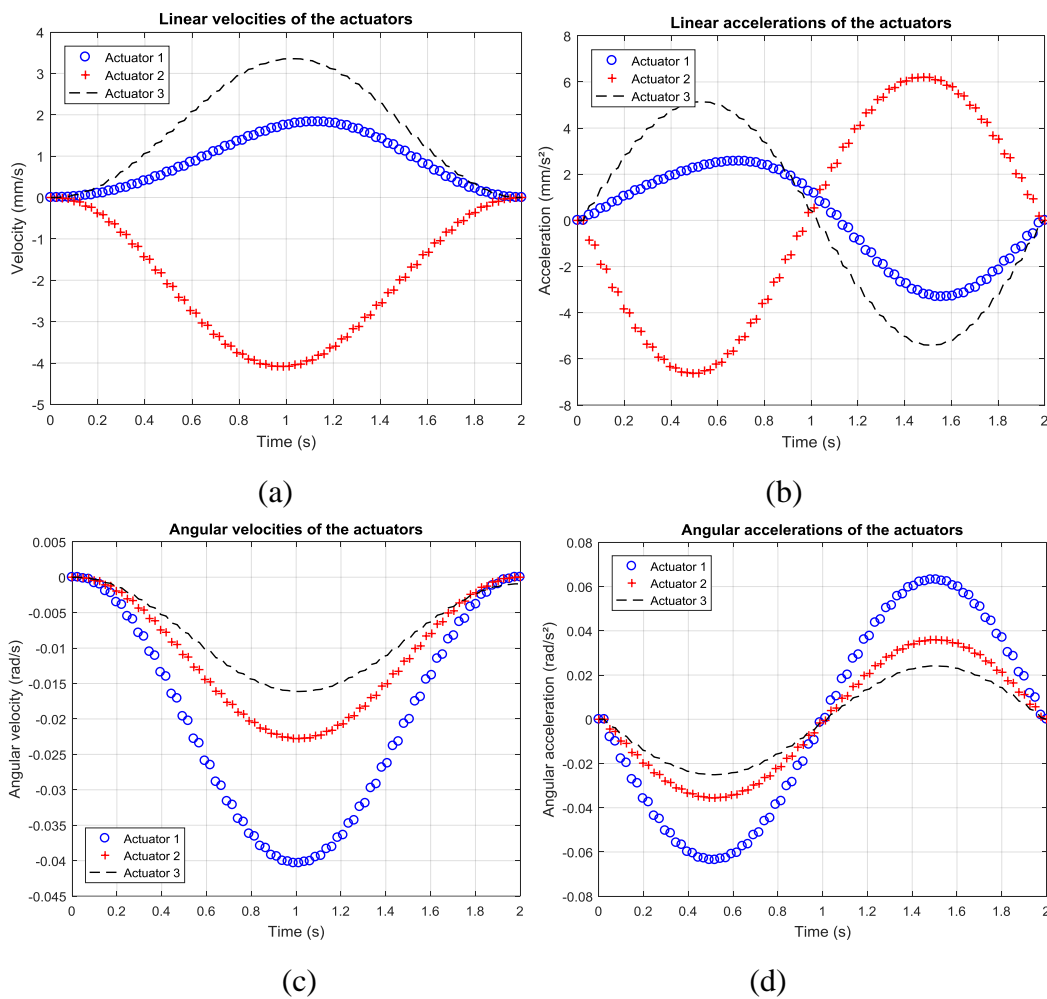 Linear velocities of the actuators
4
3
2
1
0
-1
-2
-3
-4
-5
Velocity (mm/s)
Actuator 1
Actuator 2
Actuator 3
0 0.2 0.4 0.6 0.8 1 1.2 1.4 1.6 1.8 2
Time (s)
(a)
Linear accelerations of the actuators
8
6
4
2
0
-2
-4
-6
-8
Acceleration (mm/s²)
Actuator 1
Actuator 2
Actuator 3
0 0.2 0.4 0.6 0.8 1 1.2 1.4 1.6 1.8 2
Time (s)
(b)
Angular velocities of the actuators
0.005
0
-0.005
-0.01
-0.015
-0.02
-0.025
-0.03
-0.035
-0.04
-0.045
Angular velocity (rad/s)
Actuator 1
Actuator 2
Actuator 3
0 0.2 0.4 0.6 0.8 1 1.2 1.4 1.6 1.8 2
Time (s)
(c)
Angular accelerations of the actuators
0.08
0.06
0.04
0.02
0
-0.02
-0.04
-0.06
-0.08
Angular acceleration (rad/s²)
Actuator 1
Actuator 2
Actuator 3
0 0.2 0.4 0.6 0.8 1 1.2 1.4 1.6 1.8 2
Time (s)
(d)